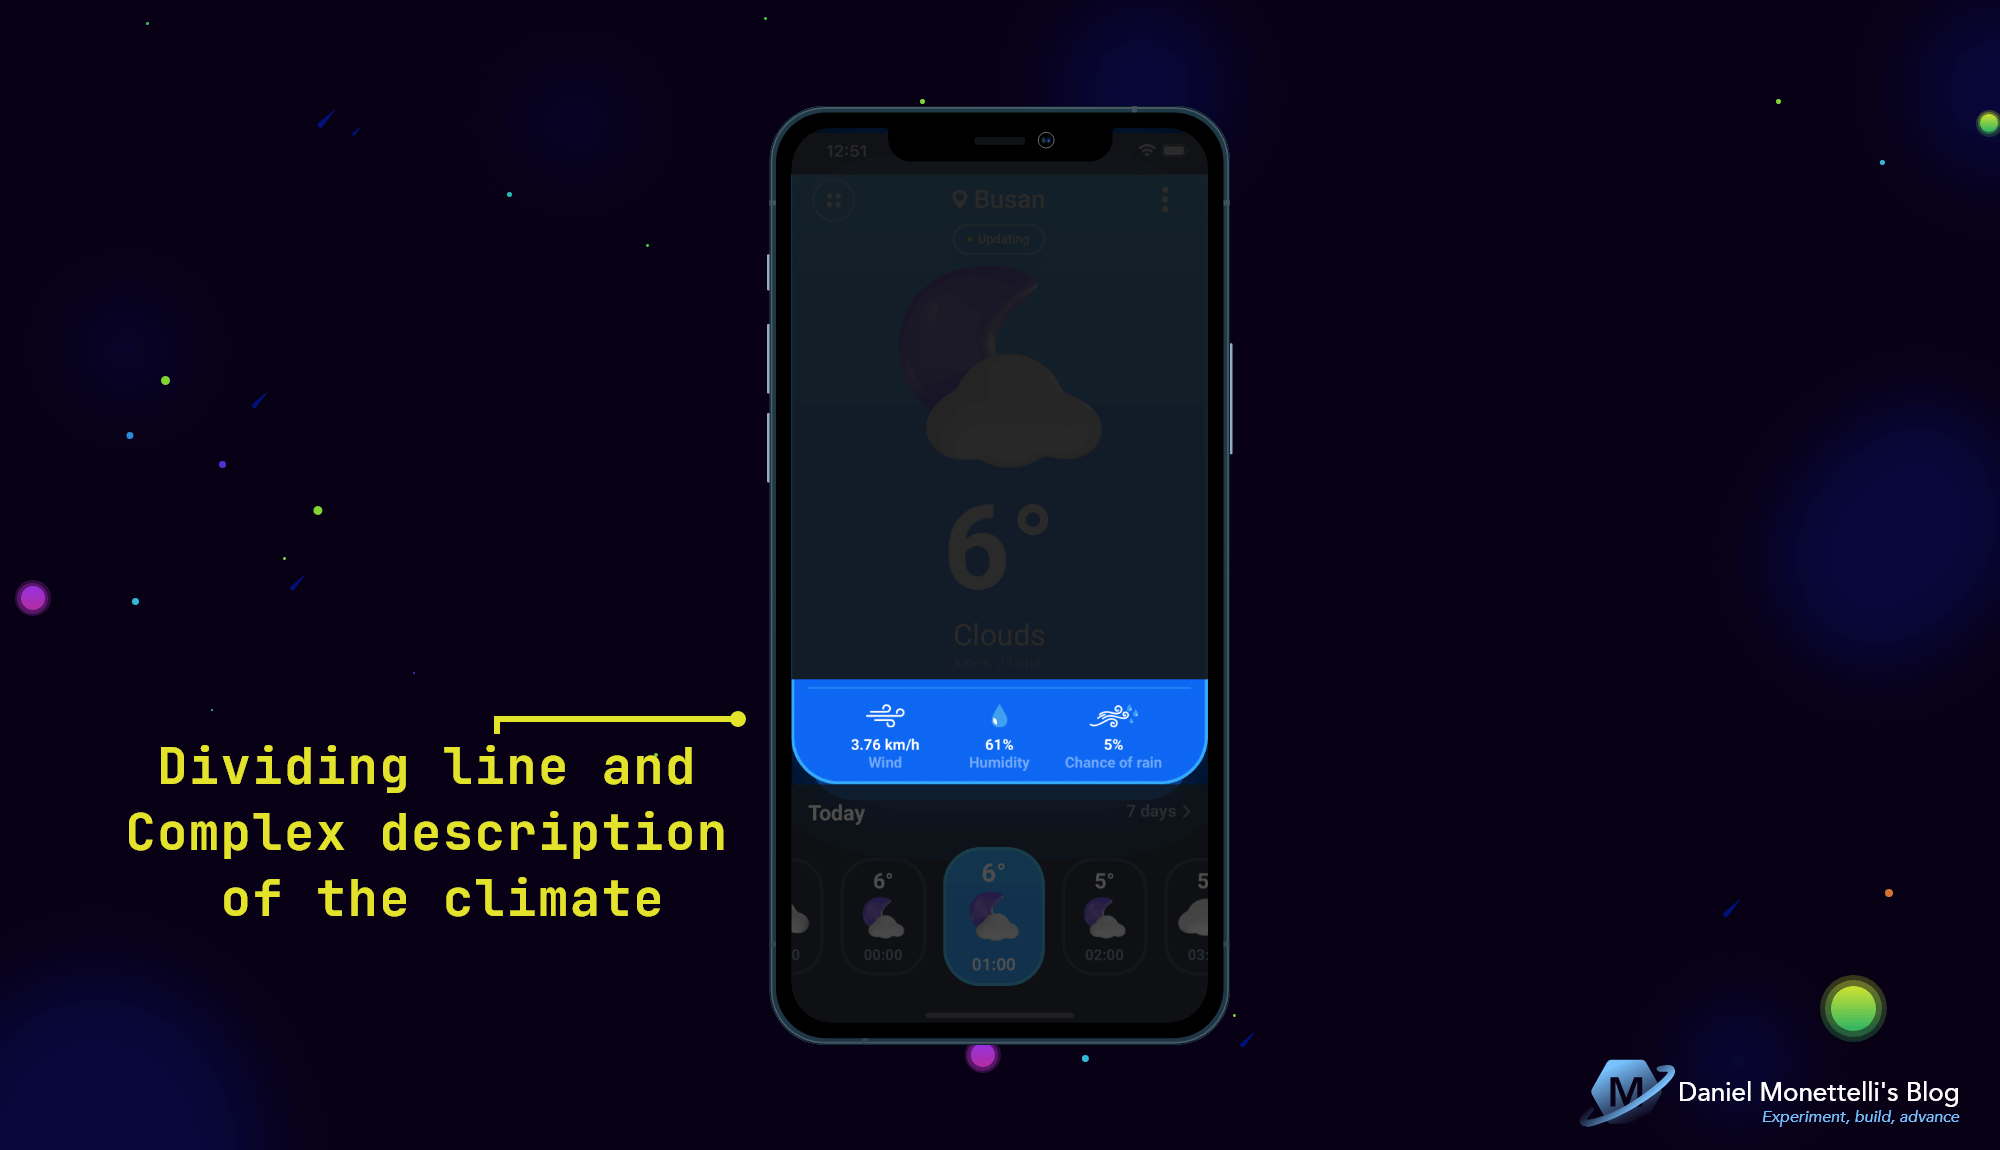 12:51
Busan
Updating
6°
Clouds
3.76 km/h
61%
5%
Wind
Humidity
Chance of rain
Today
7 days
6°
6°
5°
5
0
00:00
01:00
02:00
03:
Dividing line and
Complex description
of the climate
M
Daniel Monettelli's Blog
Experiment, build, advance